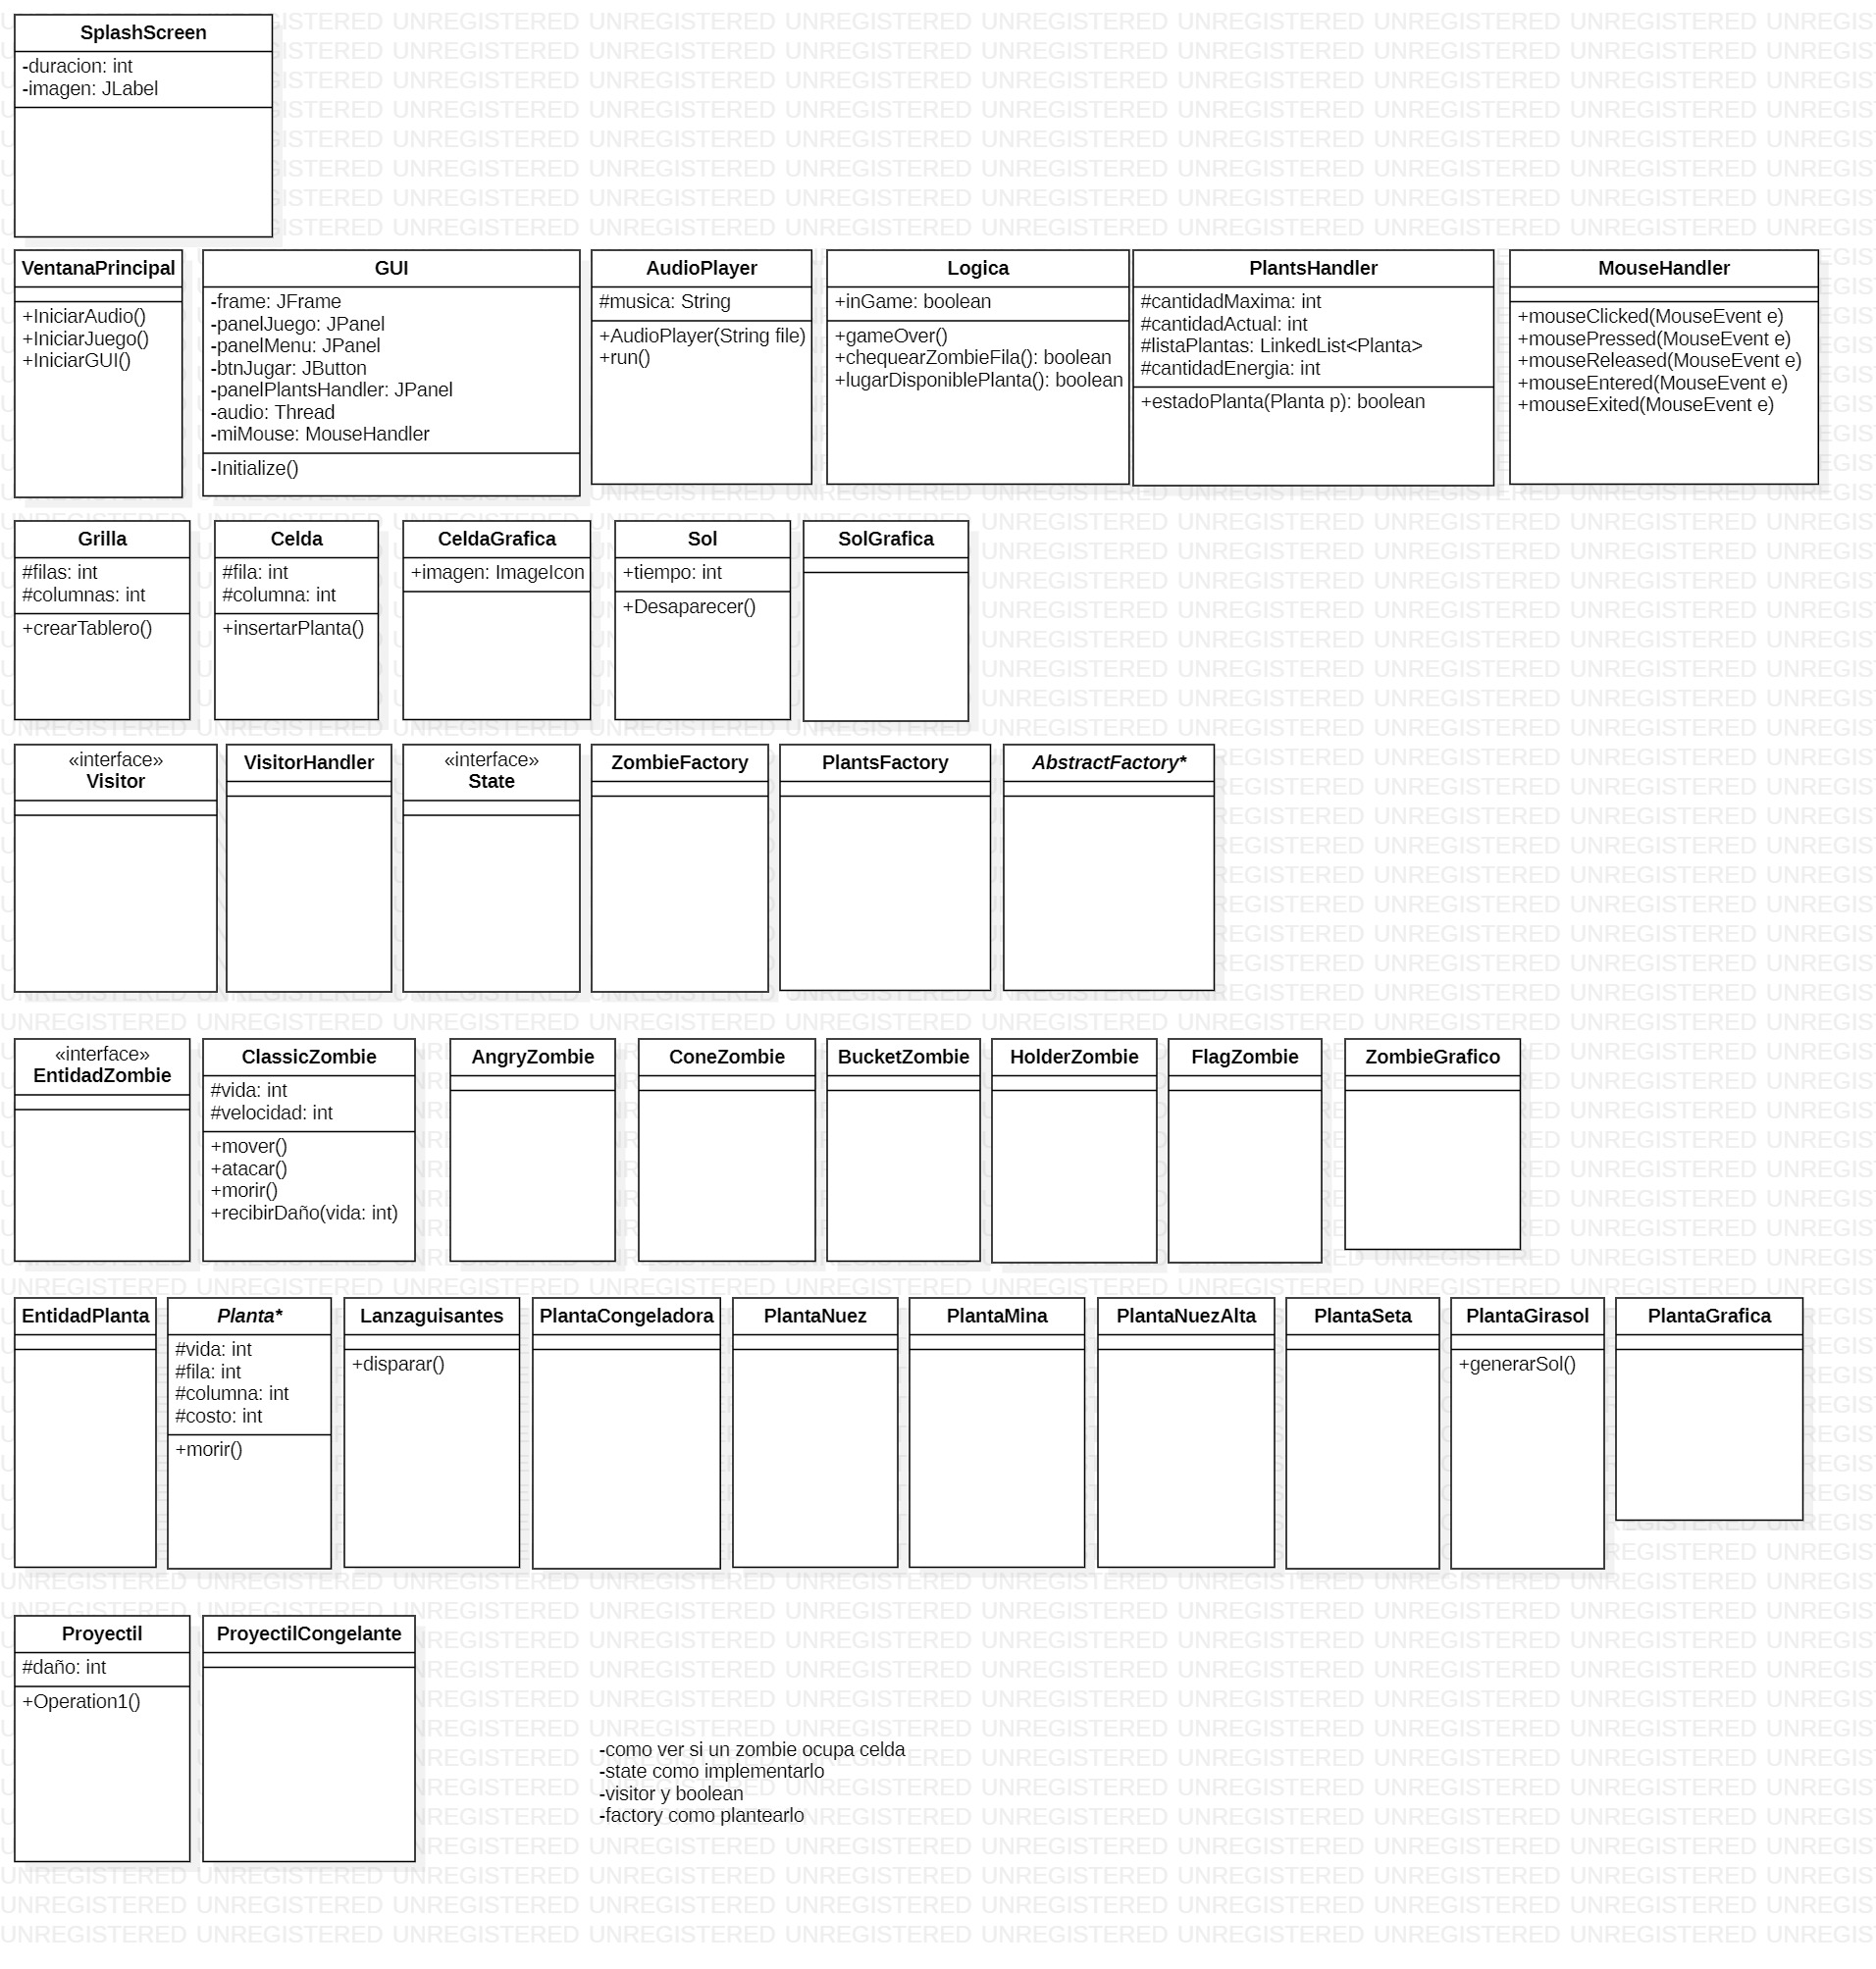 SplashScreen
-duracion: int
-imagen: JLabel
VentanaPrincipal
+IniciarAudio()
+IniciarJuego()
+IniciarGUI()
GUI
-frame: JFrame
-panelJuego: JPanel
-panelMenu: JPanel
-btnJugar: JButton
-panelPlantsHandler: JPanel
-audio: Thread
-miMouse: MouseHandler
-Initialize()
AudioPlayer
#musica: String
+AudioPlayer(String file)
+run()
Logica
+inGame: boolean
+gameOver()
+chequearZombieFila(): boolean
+lugarDisponiblePlanta(): boolean
PlantsHandler
#cantidadMaxima: int
#cantidadActual: int
#listaPlantas: LinkedList<Planta>
#cantidadEnergia: int
+estadoPlanta(Planta p): boolean
MouseHandler
+mouseClicked(MouseEvent e)
+mousePressed(MouseEvent e)
+mouseReleased(MouseEvent e)
+mouseEntered(MouseEvent e)
+mouseExited(MouseEvent e)
Grilla
#filas: int
#columnas: int
+crearTablero()
Celda
#fila: int
#columna: int
+insertarPlanta()
CeldaGrafica
+imagen: ImageIcon
Sol
+tiempo: int
+Desaparecer()
SolGrafica
«interface»
Visitor
VisitorHandler
«interface»
State
ZombieFactory
PlantsFactory
AbstractFactory*
«interface»
EntidadZombie
ClassicZombie
#vida: int
#velocidad: int
+mover()
+atacar()
+morir()
+recibirDaño(vida: int)
AngryZombie
ConeZombie
BucketZombie
HolderZombie
FlagZombie
ZombieGrafico
EntidadPlanta
Planta*
#vida: int
#fila: int
#columna: int
#costo: int
+morir()
Lanzaguisantes
+disparar()
PlantaCongeladora
PlantaNuez
PlantaMina
PlantaNuezAlta
PlantaSeta
PlantaGirasol
+generarSol()
PlantaGrafica
Proyectil
#daño: int
+Operation1()
ProyectilCongelante
-como ver si un zombie ocupa celda
-state como implementarlo
-visitor y boolean
-factory como plantearlo